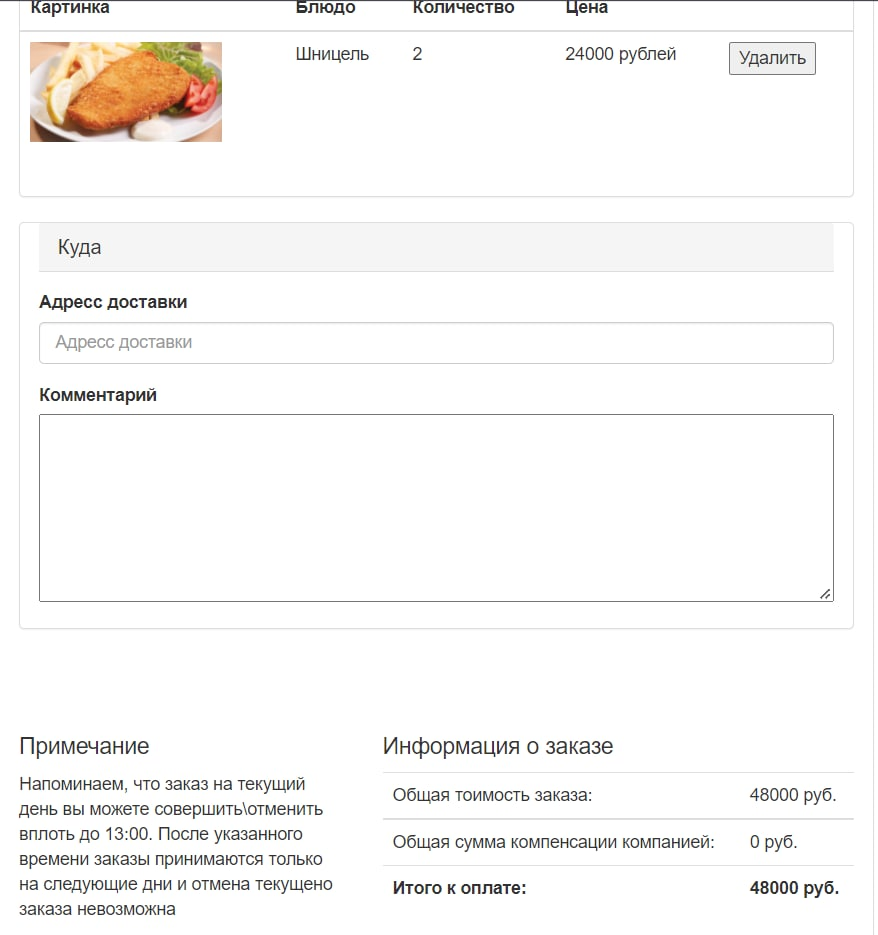 Картинка Блюдо Количество Цена
Шницель 2 24000 рублей Удалить
Куда
Адресс доставки
Адресс доставки
Комментарий
Примечание
Напоминаем, что заказ на текущий
день вы можете совершить\отменить
вплоть до 13:00. После указанного
времени заказы принимаются только
на следующие дни и отмена текущено
заказа невозможна
Информация о заказе
Общая тоимость заказа: 48000 руб.
Общая сумма компенсации компанией: 0 руб.
Итого к оплате: 48000 руб.